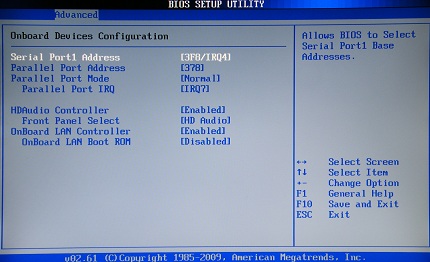 BIOS SETUP UTILITY
Advanced
Onboard Devices Configuration
Serial Port1 Address [3F8/IRQ4]
Parallel Port Address [378]
Parallel Port Mode [Normal]
Parallel Port IRQ [IRQ7]
HDAudio Controller [Enabled]
Front Panel Select [HD Audio]
OnBoard LAN Controller [Enabled]
OnBoard LAN Boot ROM [Disabled]
Allows BIOS to Select
Serial Port1 Base
Addresses.
↔ Select Screen
↑↓ Select Item
+- Change Option
F1 General Help
F10 Save and Exit
ESC Exit
v02.61 (C)Copyright 1985-2009, American Megatrends, Inc.